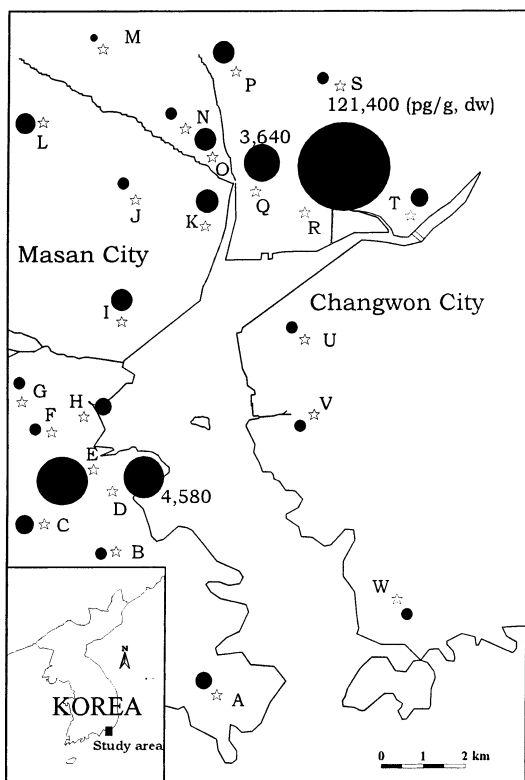 M
P
S
121,400 (pg/g, dw)
L
N
3,640
O
J
K
Q
R
T
Masan City
I
Changwon City
U
G
H
V
F
E
4,580
D
C
B
W
N
KOREA
A
Study area
0 1 2 km